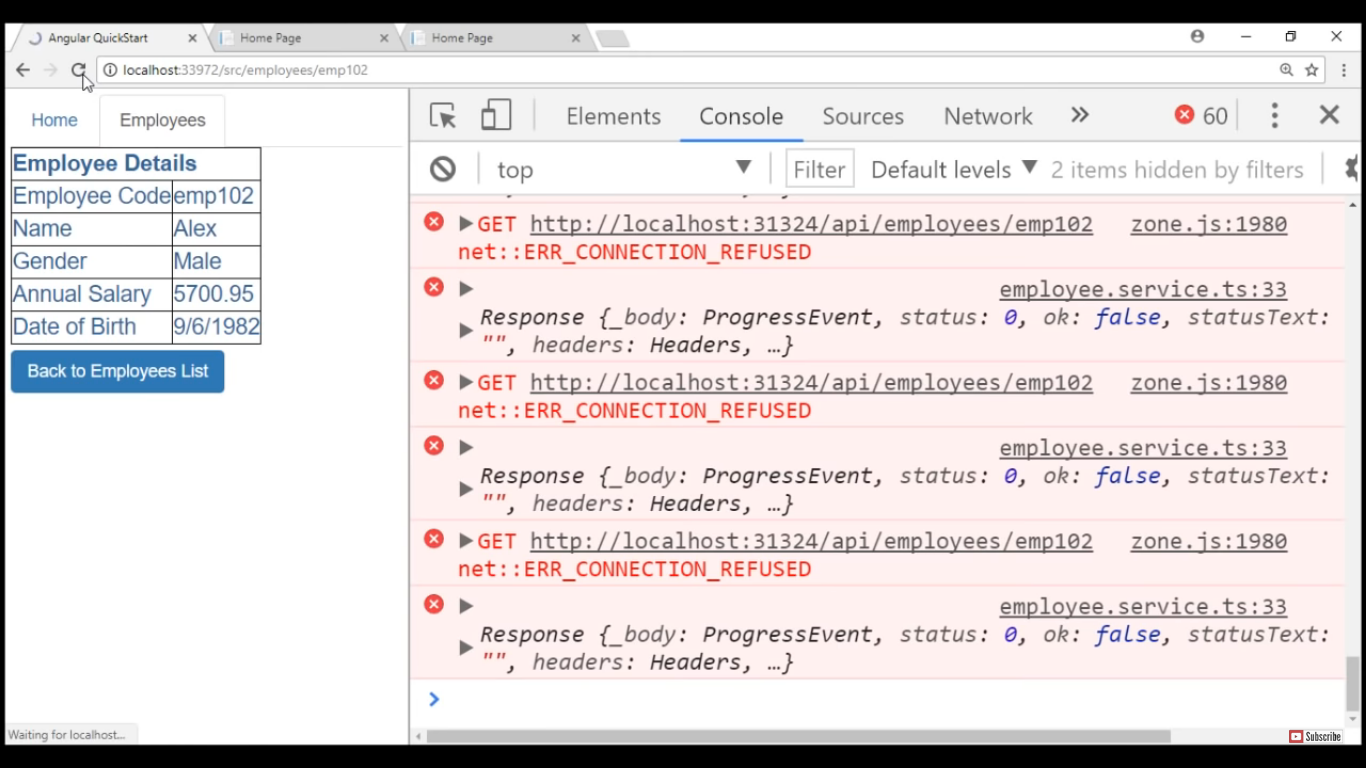 Angular QuickStart
Home Page
Home Page
localhost:33972/src/employees/emp102
Home
Employees
Employee Details
Employee Code emp102
Name Alex
Gender Male
Annual Salary 5700.95
Date of Birth 9/6/1982
Back to Employees List
Waiting for localhost...
Elements Console Sources Network » 60
top Filter Default levels 2 items hidden by filters
GET http://localhost:31324/api/employees/emp102 zone.js:1980
net::ERR_CONNECTION_REFUSED
employee.service.ts:33
Response {_body: ProgressEvent, status: 0, ok: false, statusText:
"", headers: Headers, …}
GET http://localhost:31324/api/employees/emp102 zone.js:1980
net::ERR_CONNECTION_REFUSED
employee.service.ts:33
Response {_body: ProgressEvent, status: 0, ok: false, statusText:
"", headers: Headers, …}
GET http://localhost:31324/api/employees/emp102 zone.js:1980
net::ERR_CONNECTION_REFUSED
employee.service.ts:33
Response {_body: ProgressEvent, status: 0, ok: false, statusText:
"", headers: Headers, …}
Subscribe